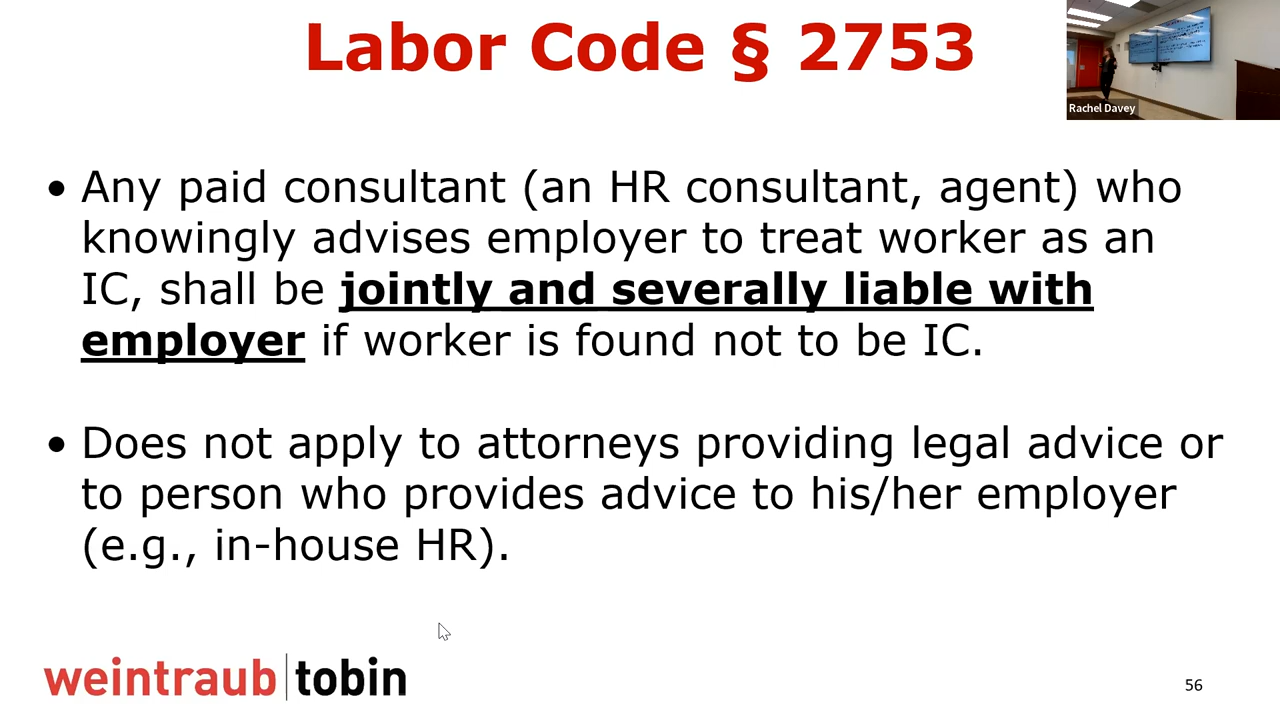 Labor Code § 2753
Rachel Davey
• Any paid consultant (an HR consultant, agent) who
knowingly advises employer to treat worker as an
IC, shall be jointly and severally liable with
employer if worker is found not to be IC.
• Does not apply to attorneys providing legal advice or
to person who provides advice to his/her employer
(e.g., in-house HR).
weintraub|tobin
56